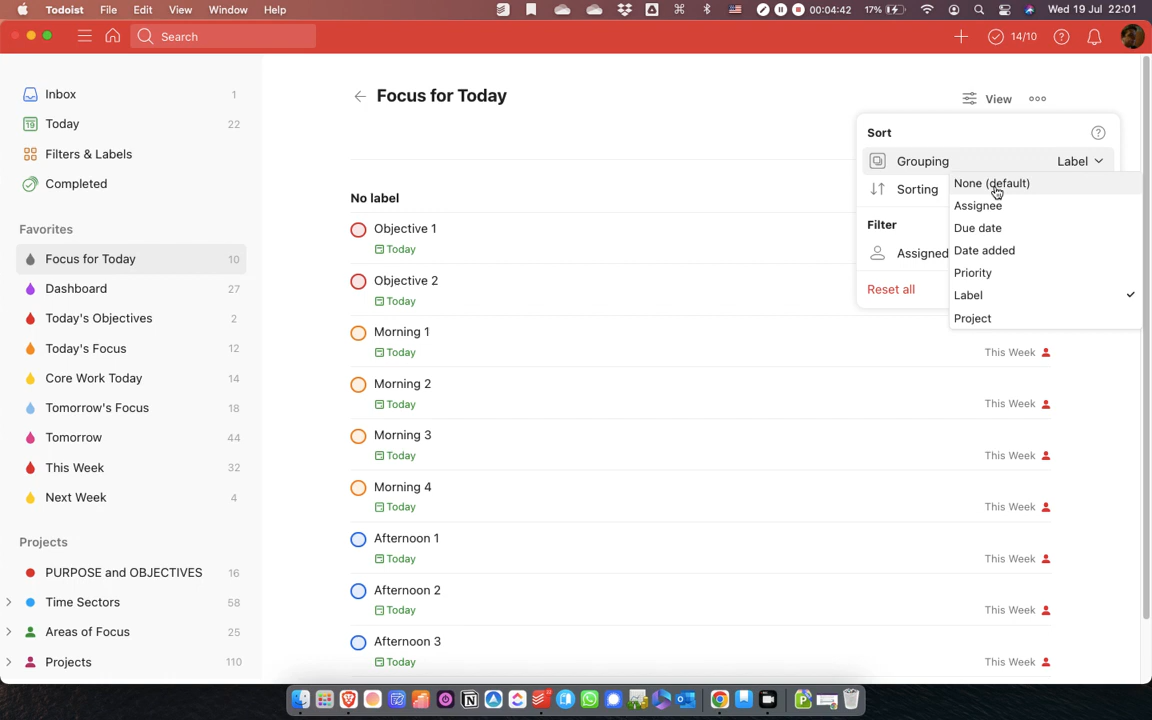 Todoist File Edit View Window Help 00:04:42 17% Wed 19 Jul 22:01
Search 14/10
Inbox 1
Today 22
Filters & Labels
Completed
Favorites
Focus for Today 10
Dashboard 27
Today's Objectives 2
Today's Focus 12
Core Work Today 14
Tomorrow's Focus 18
Tomorrow 44
This Week 32
Next Week 4
Projects
PURPOSE and OBJECTIVES 16
Time Sectors 58
Areas of Focus 25
Projects 110
Focus for Today
View
No label
Objective 1
Today
Objective 2
Today
Morning 1
Today This Week
Morning 2
Today This Week
Morning 3
Today This Week
Morning 4
Today This Week
Afternoon 1
Today This Week
Afternoon 2
Today This Week
Afternoon 3
Today This Week
Sort
Grouping Label
Sorting
Filter
Assigned
Reset all
None (default)
Assignee
Due date
Date added
Priority
Label
Project